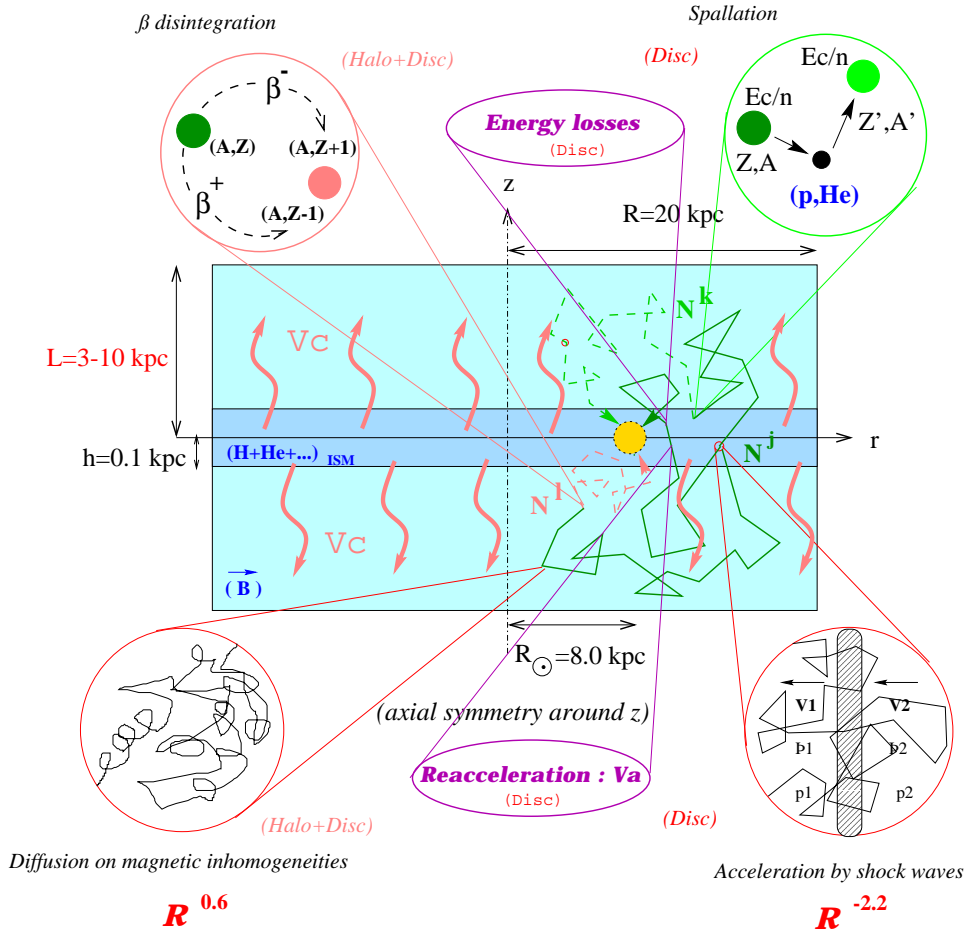 β disintegration
Spallation
(Halo+Disc)
(Disc)
Ec/n
Ec/n
Z,A
Z',A'
(p,He)
β⁻
(A,Z)
(A,Z+1)
β⁺
(A,Z-1)
Energy losses
(Disc)
z
R=20 kpc
L=3-10 kpc
Vc
N k
h=0.1 kpc
(H+He+...) ISM
r
N j
N l
Vc
( B )
R☉=8.0 kpc
(axial symmetry around z)
V1
V2
Þ1
þ2
p1
p2
Reacceleration : Va
(Disc)
(Halo+Disc)
(Disc)
Diffusion on magnetic inhomogeneities
Acceleration by shock waves
R 0.6
R -2.2